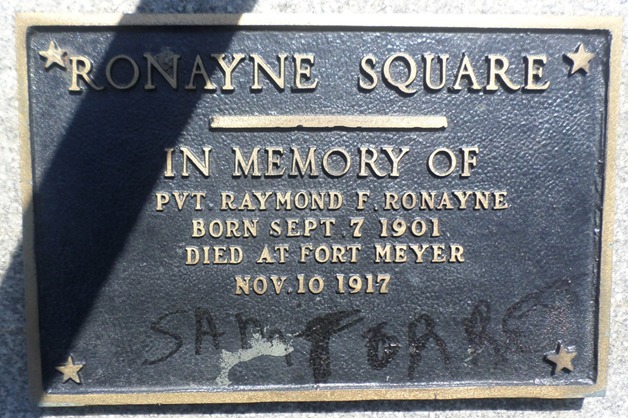 RONAYNE SQUARE
IN MEMORY OF
PVT. RAYMOND F. RONAYNE
BORN SEPT. 7 1901
DIED AT FORT MEYER
NOV. 10 1917